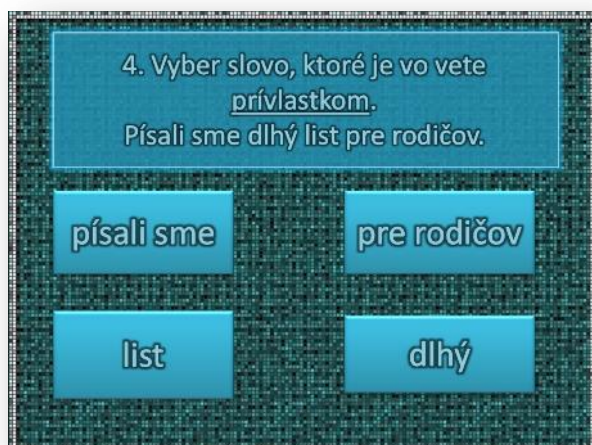 4. Vyber slovo, ktoré je vo vete
prívlastkom.
Písali sme dlhý list pre rodičov.
písali sme
pre rodičov
list
dlhý